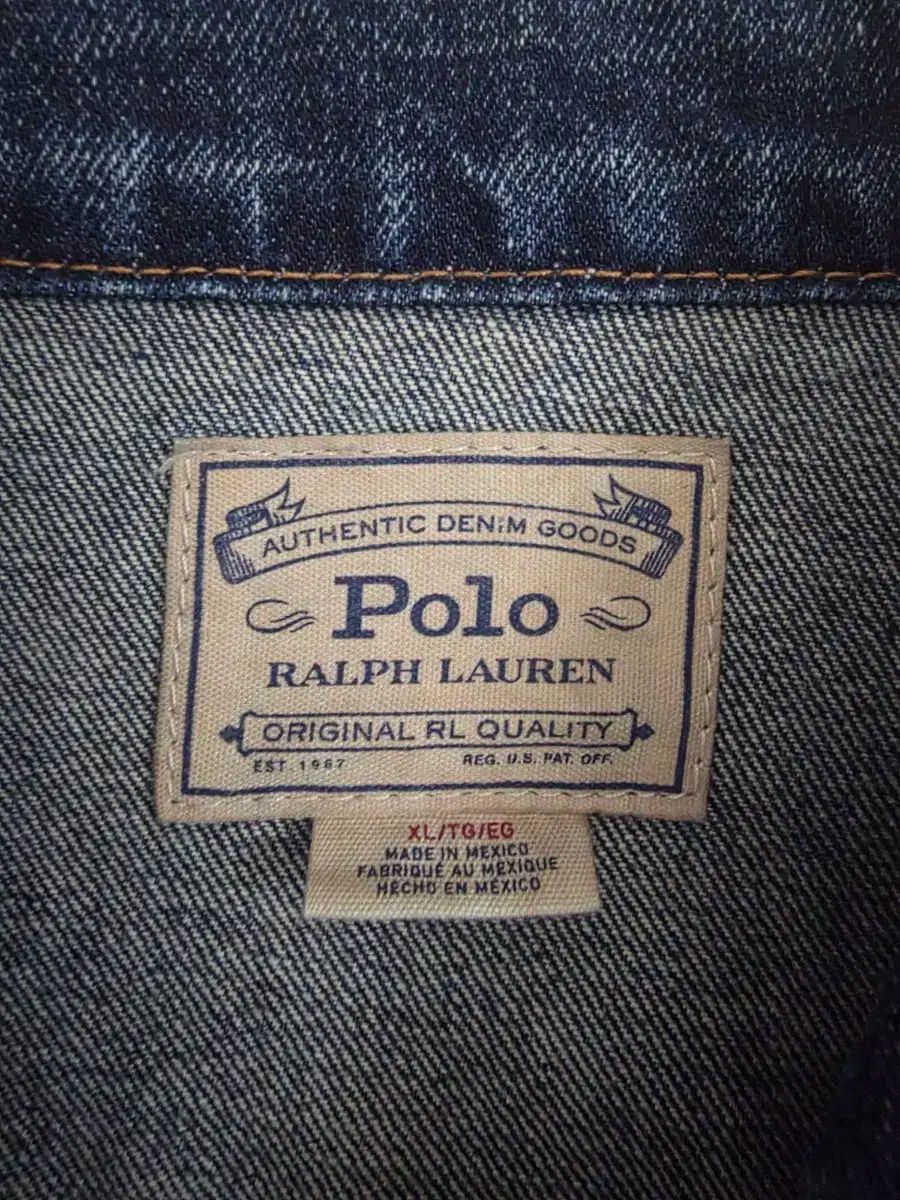 AUTHENTIC DENIM GOODS
Polo
RALPH LAUREN
ORIGINAL RL QUALITY
EST 1967 REG. U.S. PAT. OFF.
XL/TG/EG
MADE IN MEXICO
FABRIQUÉ AU MEXIQUE
HECHO EN MÉXICO